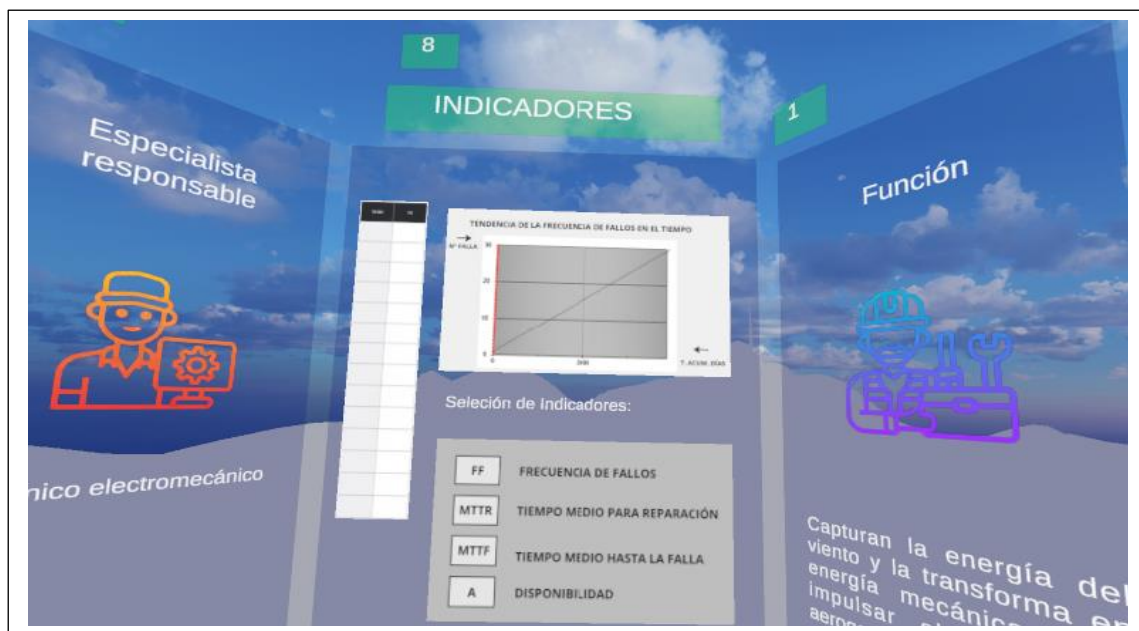 Especialista
responsable
nico electromecánico
8
INDICADORES
TENDENCIA DE LA FRECUENCIA DE FALLOS EN EL TIEMPO
N° FALLA
30
20
10
0
0
T. ACUM. DÍAS
Seleción de Indicadores:
FF FRECUENCIA DE FALLOS
MTTR TIEMPO MEDIO PARA REPARACIÓN
MTTF TIEMPO MEDIO HASTA LA FALLA
A DISPONIBILIDAD
1
Función
Capturan la energía del
viento y la transforma en
energía mecánica
impulsar